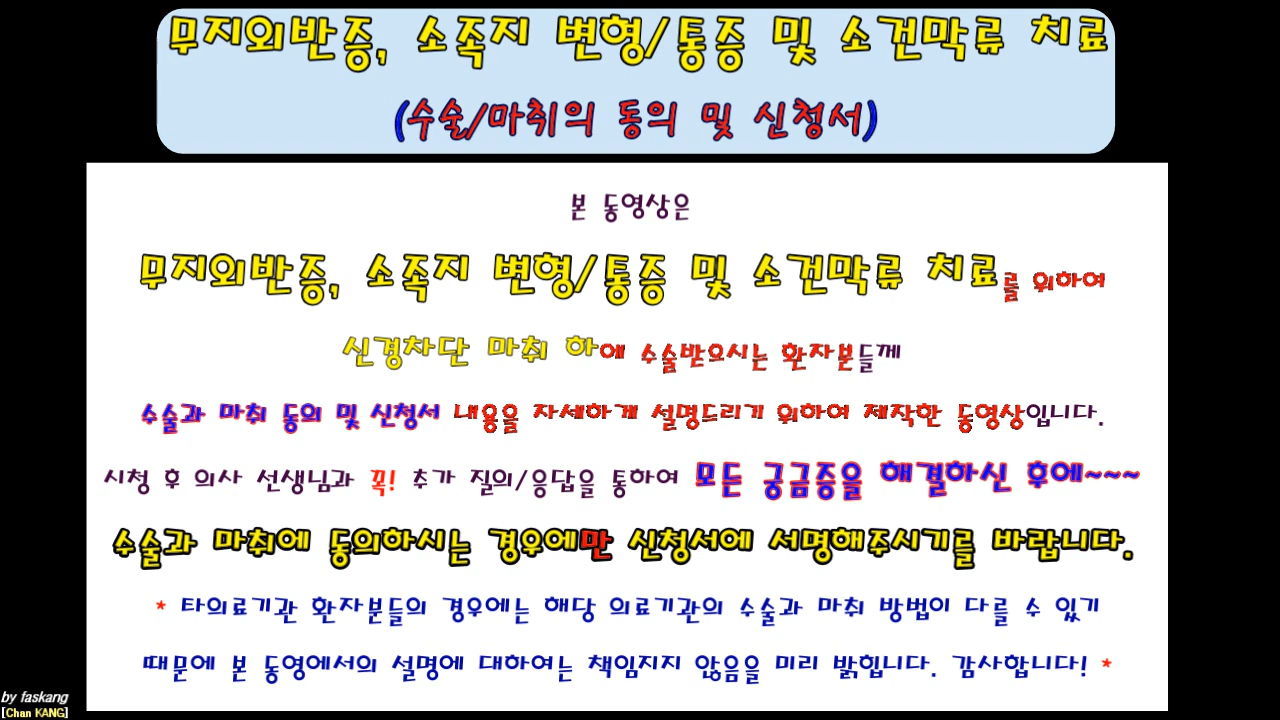 무지외반증, 소족지 변형/통증 및 소건막류 치료
(수술/마취의 동의 및 신청서)
본 동영상은
무지외반증, 소족지 변형/통증 및 소건막류 치료를 위하여
신경차단 마취 하에 수술받으시는 환자분들께
수술과 마취 동의 및 신청서 내용을 자세하게 설명드리기 위하여 제작한 동영상입니다.
시청 후 의사 선생님과 꼭! 추가 질의/응답을 통하여 모든 궁금증을 해결하신 후에~~~
수술과 마취에 동의하시는 경우에만 신청서에 서명해주시기를 바랍니다.
* 타의료기관 환자분들의 경우에는 해당 의료기관의 수술과 마취 방법이 다를 수 있기
때문에 본 동영에서의 설명에 대하여는 책임지지 않음을 미리 밝힙니다. 감사합니다! *
by faskang
[Chan KANG]